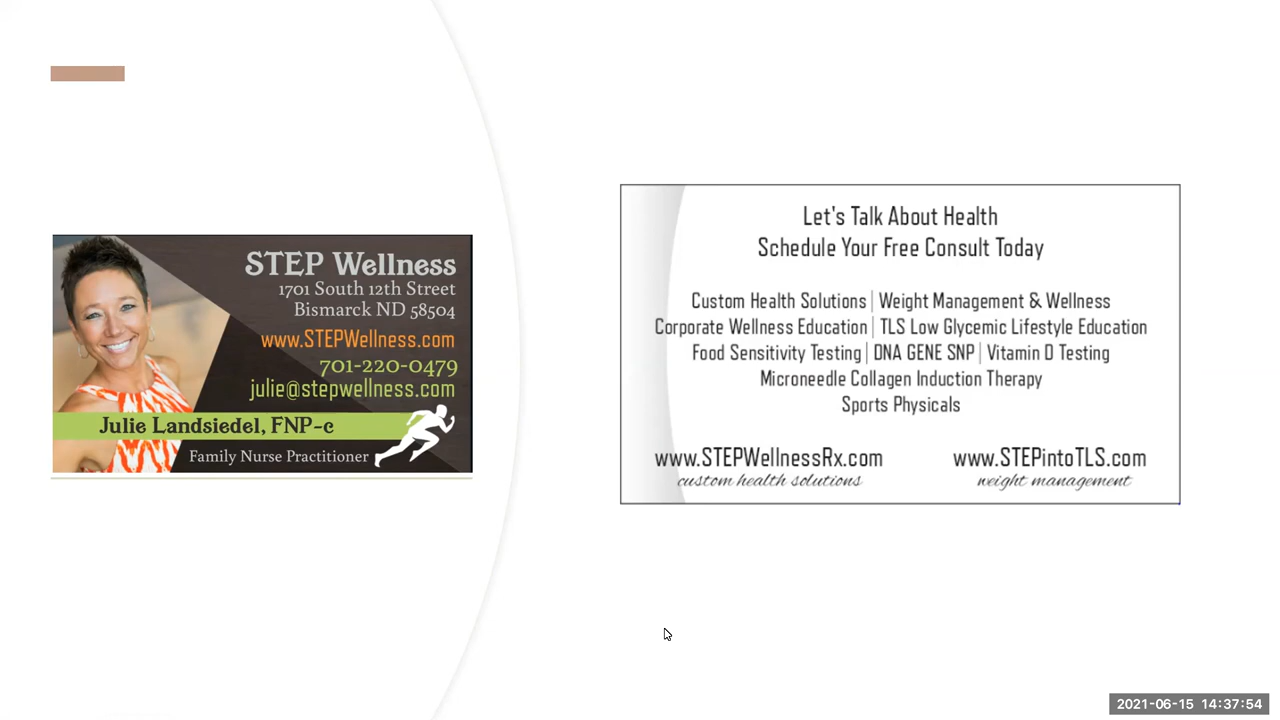 STEP Wellness
1701 South 12th Street
Bismarck ND 58504
www.STEPWellness.com
701-220-0479
julie@stepwellness.com
Julie Landsiedel, FNP-c
Family Nurse Practitioner
Let's Talk About Health
Schedule Your Free Consult Today
Custom Health Solutions | Weight Management & Wellness
Corporate Wellness Education | TLS Low Glycemic Lifestyle Education
Food Sensitivity Testing | DNA GENE SNP | Vitamin D Testing
Microneedle Collagen Induction Therapy
Sports Physicals
www.STEPWellnessRx.com www.STEPintoTLS.com
custom health solutions weight management
2021-06-15 14:37:54